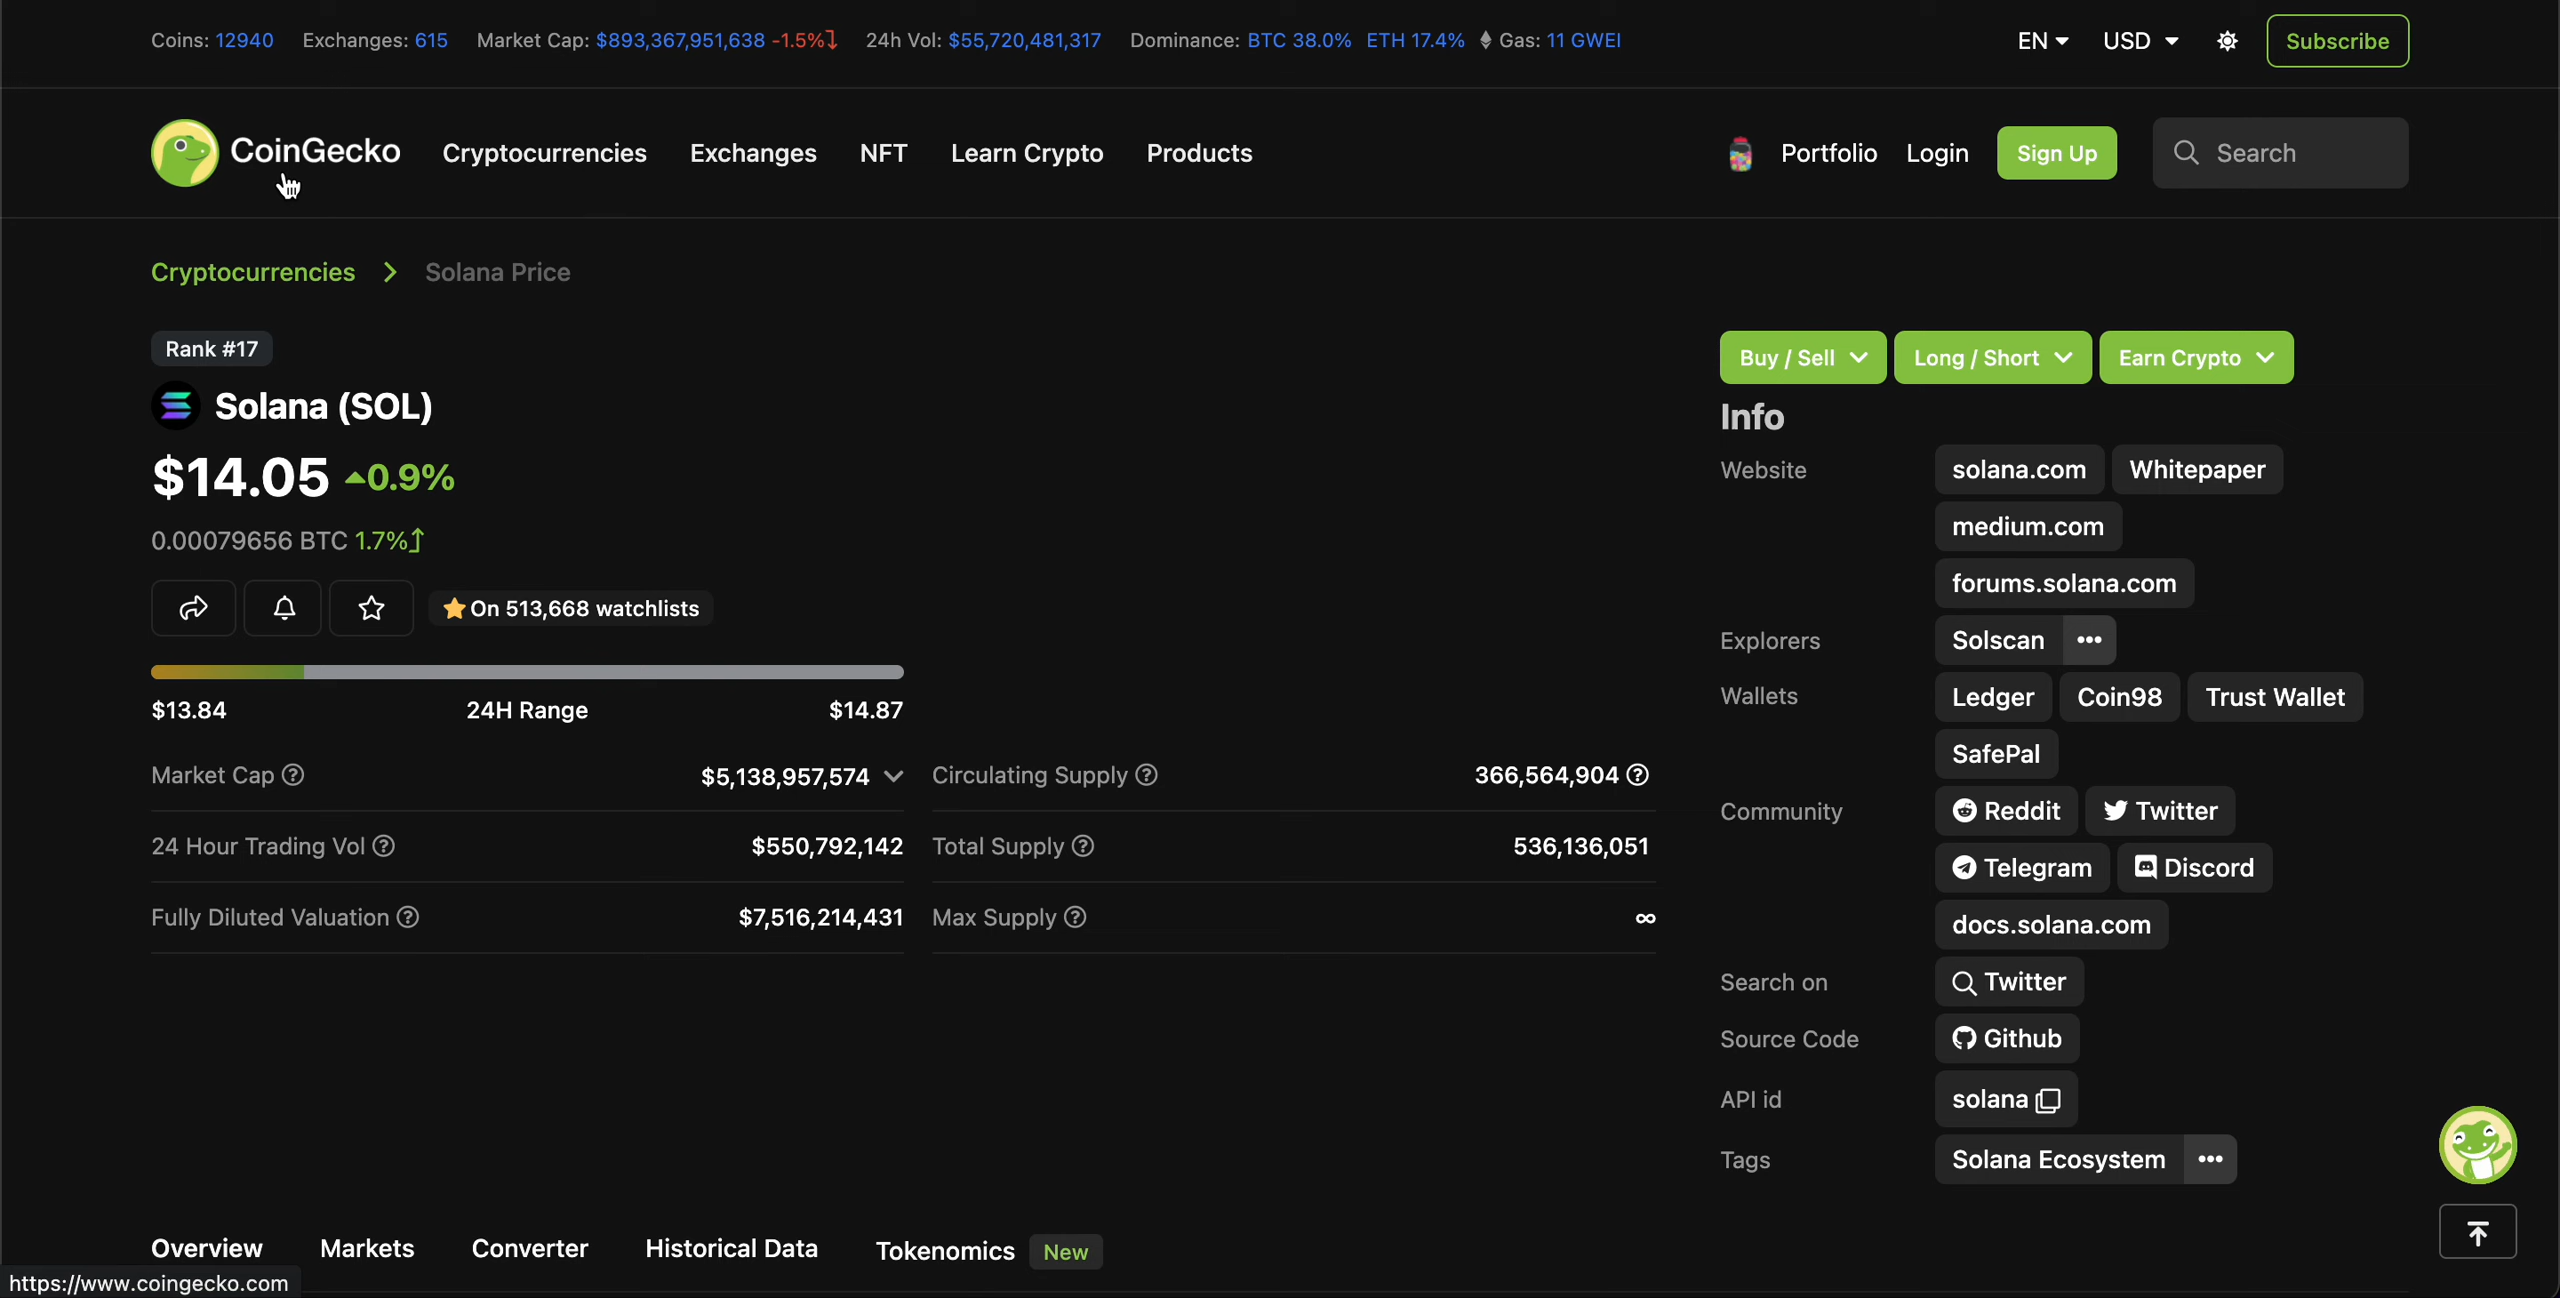 Coins: 12940 Exchanges: 615 Market Cap: $893,367,951,638 -1.5% 24h Vol: $55,720,481,317 Dominance: BTC 38.0% ETH 17.4% Gas: 11 GWEI EN USD Subscribe
CoinGecko Cryptocurrencies Exchanges NFT Learn Crypto Products Portfolio Login Sign Up Search
Cryptocurrencies > Solana Price
Rank #17
Solana (SOL)
$14.05 0.9%
0.00079656 BTC 1.7%
On 513,668 watchlists
$13.84 24H Range $14.87
Market Cap $5,138,957,574
24 Hour Trading Vol $550,792,142
Fully Diluted Valuation $7,516,214,431
Circulating Supply 366,564,904
Total Supply 536,136,051
Max Supply ∞
Buy / Sell Long / Short Earn Crypto
Info
Website solana.com Whitepaper
medium.com
forums.solana.com
Explorers Solscan •••
Wallets Ledger Coin98 Trust Wallet
SafePal
Community Reddit Twitter
Telegram Discord
docs.solana.com
Search on Twitter
Source Code Github
API id solana
Tags Solana Ecosystem •••
Overview Markets Converter Historical Data Tokenomics New
https://www.coingecko.com